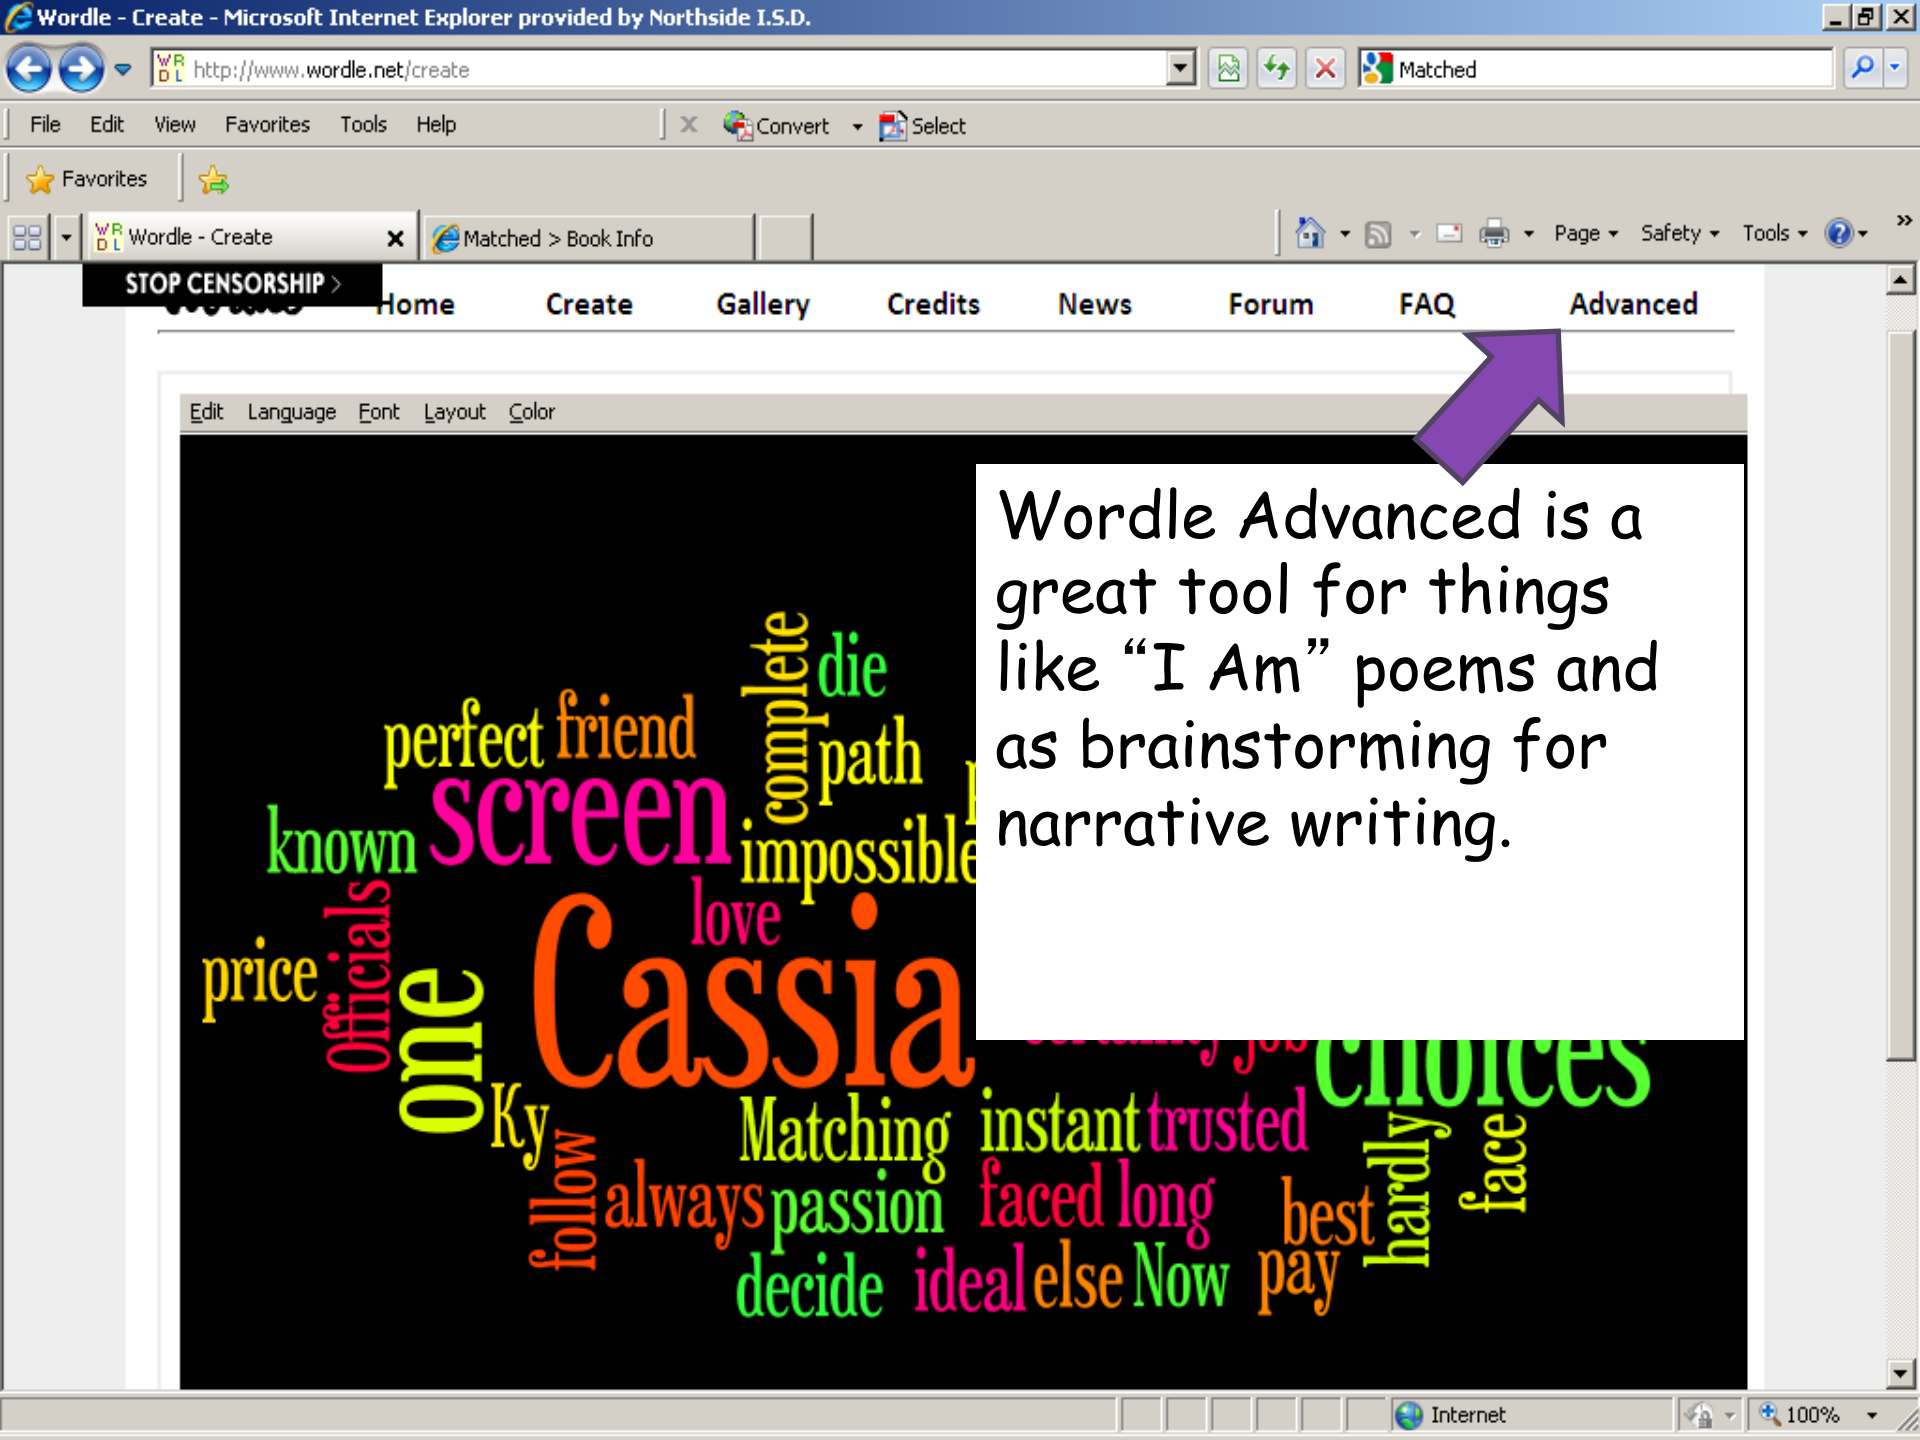 Wordle - Create - Microsoft Internet Explorer provided by Northside I.S.D.
http://www.wordle.net/create
Matched
File Edit View Favorites Tools Help
Convert Select
Favorites
Wordle - Create
Matched > Book Info
Page Safety Tools
STOP CENSORSHIP >
Home Create Gallery Credits News Forum FAQ Advanced
Edit Language Font Layout Color
Wordle Advanced is a
great tool for things
like “I Am” poems and
as brainstorming for
narrative writing.
complete
die
perfect
friend
path
screen
known
impossible
love
Officials
price
one
Cassia
job
choices
Ky
Matching
instant
trusted
hardly
face
follow
always
passion
faced
long
best
decide
ideal
else
Now
pay
Internet
100%